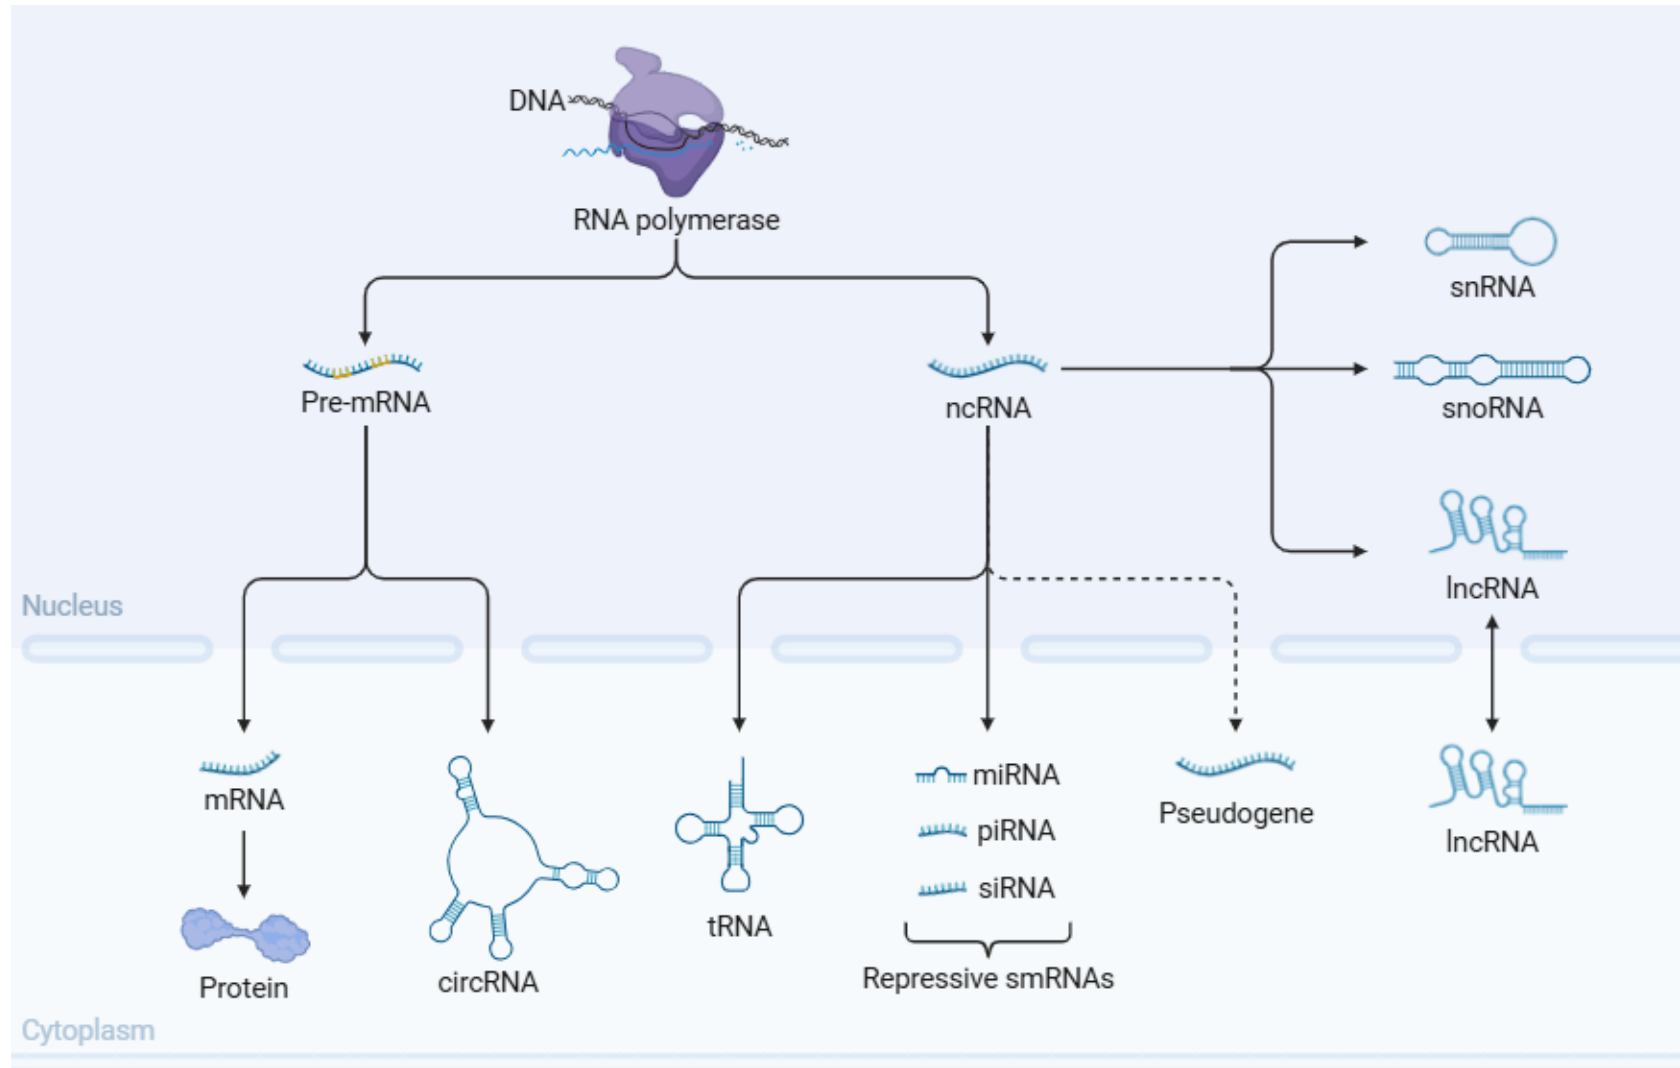 DNA
RNA polymerase
snRNA
Pre-mRNA
ncRNA
snoRNA
lncRNA
Nucleus
mRNA
miRNA
Pseudogene
piRNA
lncRNA
siRNA
tRNA
Protein
circRNA
Repressive smRNAs
Cytoplasm